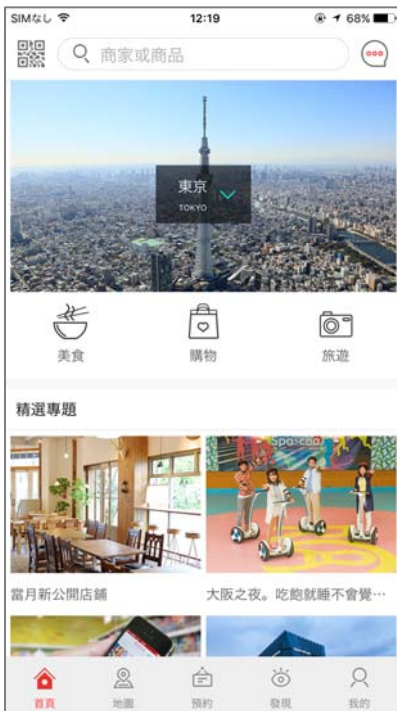 SIMなし 12:19 68%
商家或商品
東京
TOKYO
美食 購物 旅遊
精選專題
Spascad
當月新公開店鋪 大阪之夜。吃飽就睡不會覺⋯
首頁 地圖 預約 發現 我的